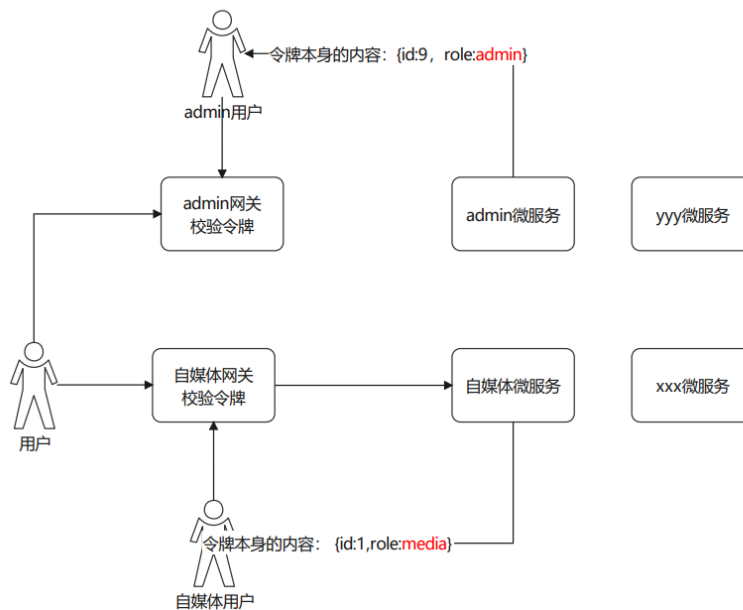 令牌本身的内容：{id:9，role:admin}
admin用户
admin网关
校验令牌
admin微服务
yyy微服务
自媒体网关
校验令牌
自媒体微服务
xxx微服务
用户
令牌本身的内容： {id:1,role:media}
自媒体用户